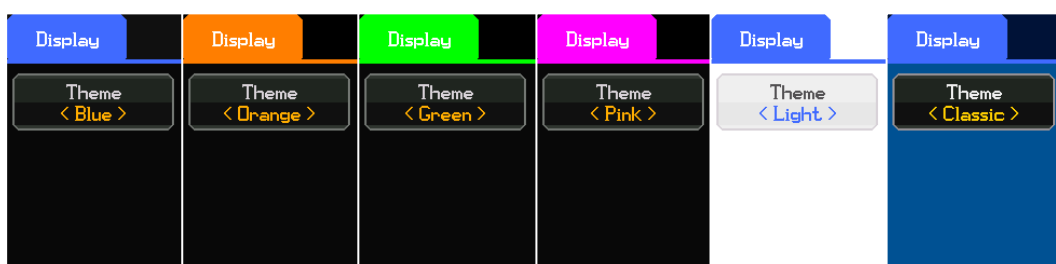 Display
Theme
< Blue >
Display
Theme
< Orange >
Display
Theme
< Green >
Display
Theme
< Pink >
Display
Theme
< Light >
Display
Theme
< Classic >